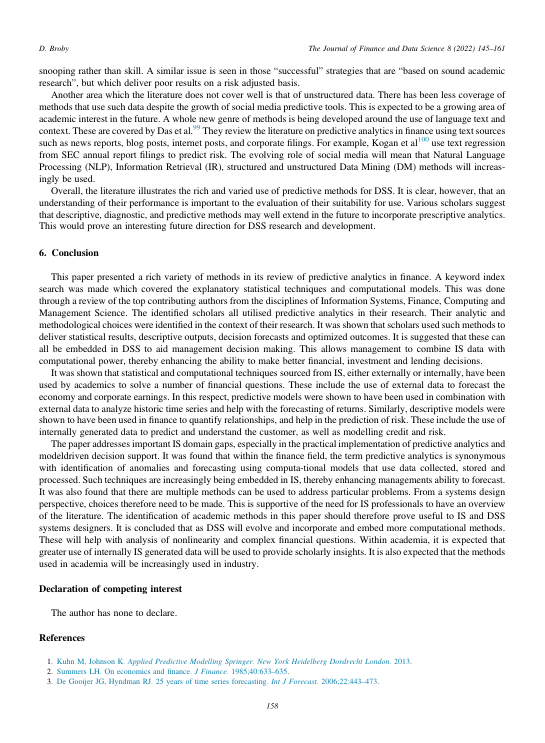 D. Broby
The Journal of Finance and Data Science 8 (2022) 145–161
snooping rather than skill. A similar issue is seen in those “successful” strategies that are “based on sound academic
research”, but which deliver poor results on a risk adjusted basis.
Another area which the literature does not cover well is that of unstructured data. There has been less coverage of
methods that use such data despite the growth of social media predictive tools. This is expected to be a growing area of
academic interest in the future. A whole new genre of methods is being developed around the use of language text and
context. These are covered by Das et al.99 They review the literature on predictive analytics in finance using text sources
such as news reports, blog posts, internet posts, and corporate filings. For example, Kogan et al100 use text regression
from SEC annual report filings to predict risk. The evolving role of social media will mean that Natural Language
Processing (NLP), Information Retrieval (IR), structured and unstructured Data Mining (DM) methods will increas-
ingly be used.
Overall, the literature illustrates the rich and varied use of predictive methods for DSS. It is clear, however, that an
understanding of their performance is important to the evaluation of their suitability for use. Various scholars suggest
that descriptive, diagnostic, and predictive methods may well extend in the future to incorporate prescriptive analytics.
This would prove an interesting future direction for DSS research and development.
6. Conclusion
This paper presented a rich variety of methods in its review of predictive analytics in finance. A keyword index
search was made which covered the explanatory statistical techniques and computational models. This was done
through a review of the top contributing authors from the disciplines of Information Systems, Finance, Computing and
Management Science. The identified scholars all utilised predictive analytics in their research. Their analytic and
methodological choices were identified in the context of their research. It was shown that scholars used such methods to
deliver statistical results, descriptive outputs, decision forecasts and optimized outcomes. It is suggested that these can
all be embedded in DSS to aid management decision making. This allows management to combine IS data with
computational power, thereby enhancing the ability to make better financial, investment and lending decisions.
It was shown that statistical and computational techniques sourced from IS, either externally or internally, have been
used by academics to solve a number of financial questions. These include the use of external data to forecast the
economy and corporate earnings. In this respect, predictive models were shown to have been used in combination with
external data to analyze historic time series and help with the forecasting of returns. Similarly, descriptive models were
shown to have been used in finance to quantify relationships, and help in the prediction of risk. These include the use of
internally generated data to predict and understand the customer, as well as modelling credit and risk.
The paper addresses important IS domain gaps, especially in the practical implementation of predictive analytics and
modeldriven decision support. It was found that within the finance field, the term predictive analytics is synonymous
with identification of anomalies and forecasting using computa-tional models that use data collected, stored and
processed. Such techniques are increasingly being embedded in IS, thereby enhancing managements ability to forecast.
It was also found that there are multiple methods can be used to address particular problems. From a systems design
perspective, choices therefore need to be made. This is supportive of the need for IS professionals to have an overview
of the literature. The identification of academic methods in this paper should therefore prove useful to IS and DSS
systems designers. It is concluded that as DSS will evolve and incorporate and embed more computational methods.
These will help with analysis of nonlinearity and complex financial questions. Within academia, it is expected that
greater use of internally IS generated data will be used to provide scholarly insights. It is also expected that the methods
used in academia will be increasingly used in industry.
Declaration of competing interest
The author has none to declare.
References
1. Kuhn M, Johnson K. Applied Predictive Modelling Springer. New York Heidelberg Dordrecht London. 2013.
2. Summers LH. On economics and finance. J Finance. 1985;40:633–635.
3. De Gooijer JG, Hyndman RJ. 25 years of time series forecasting. Int J Forecast. 2006;22:443–473.
158